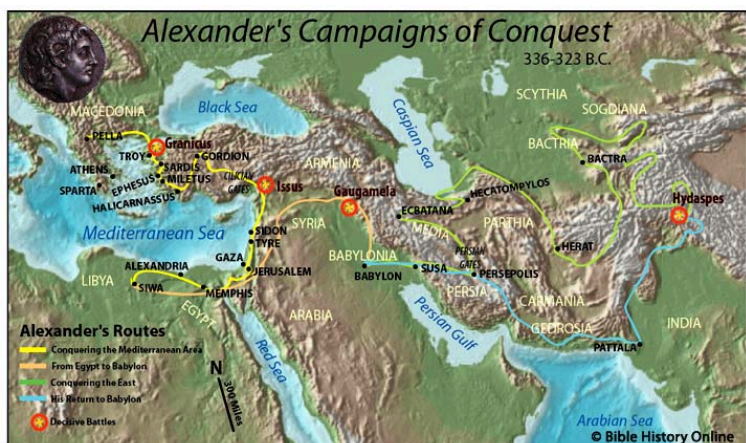 Alexander's Campaigns of Conquest
336-323 B.C.
MACEDONIA
Black Sea
Caspian Sea
SCYTHIA
SOGDIANA
PELLA
Granicus
TROY
GORDION
ARMENIA
BACTRIA
BACTRA
SARDIS
ATHENS
EPHESUS
MILETUS
CILICIAN
GATES
Issus
SPARTA
HALICARNASSUS
Gaugamela
HECATOMPYLOS
ECBATANA
MEDIA
PARTHIA
Hydaspes
SYRIA
Mediterranean Sea
SIDON
TYRE
HERAT
GAZA
JERUSALEM
BABYLONIA
BABYLON
SUSA
PERSIAN
GATES
PERSEPOLIS
LIBYA
ALEXANDRIA
SIWA
MEMPHIS
EGYPT
PERSIA
CARMANIA
ARABIA
Persian Gulf
GEDROSIA
INDIA
PATTALA
Red Sea
Arabian Sea
Alexander's Routes
Conquering the Mediterranean Area
From Egypt to Babylon
Conquering the East
His Return to Babylon
Decisive Battles
N
300 Miles
© Bible History Online